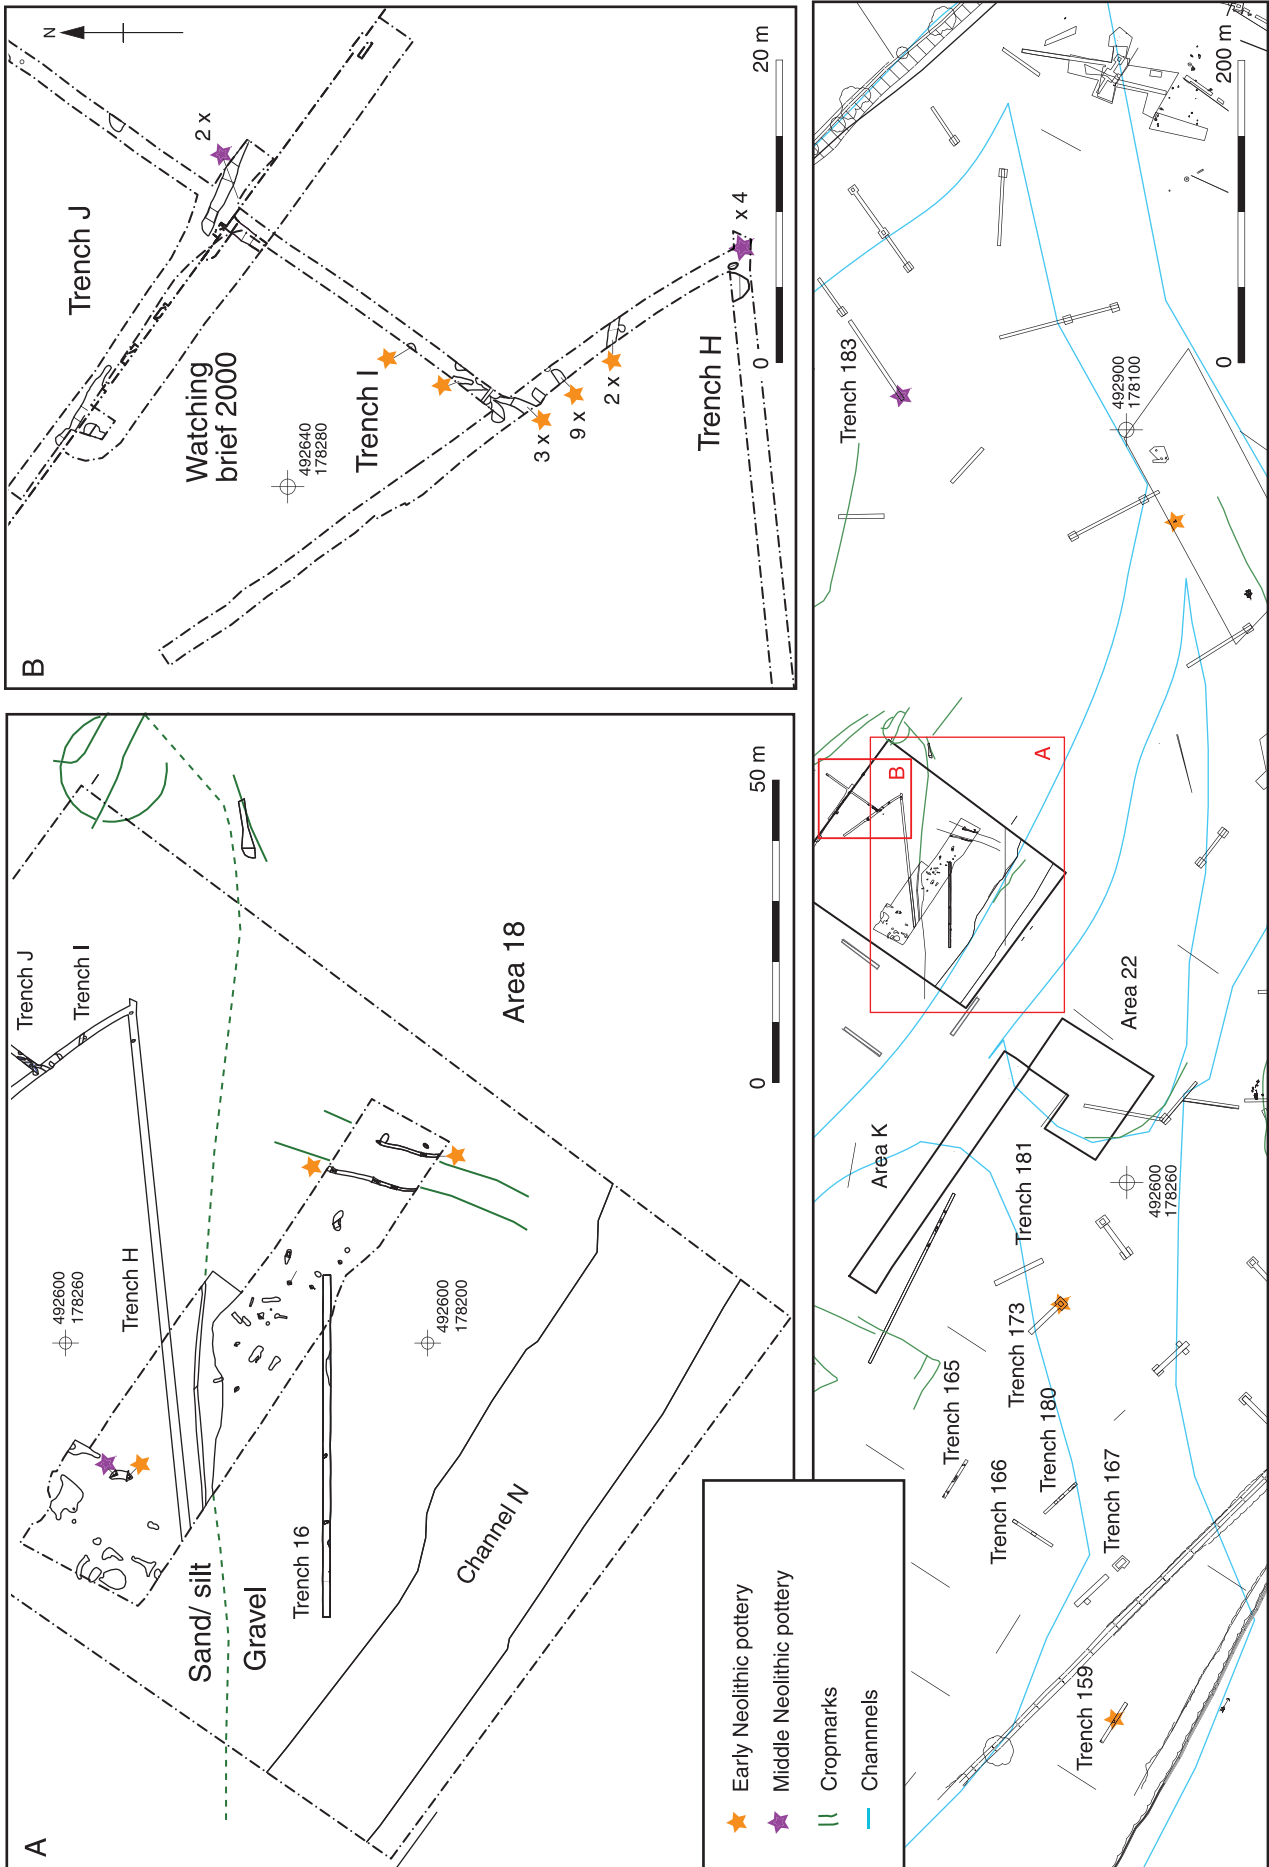 A
Trench J
Trench I
492600
178260
Trench H
Sand/ silt
Gravel
Trench 16
492600
178200
Area 18
Channel N
0
50 m
B
N
Trench J
2 x
Watching
brief 2000
492640
178280
Trench I
3 x
9 x
2 x
Trench H
x 4
0
20 m
Early Neolithic pottery
Middle Neolithic pottery
Cropmarks
Channels
Trench 159
Trench 165
Trench 166
Trench 167
Trench 180
Trench 173
Trench 181
Area K
492600
178260
Area 22
A
B
Trench 183
492900
178100
0
200 m